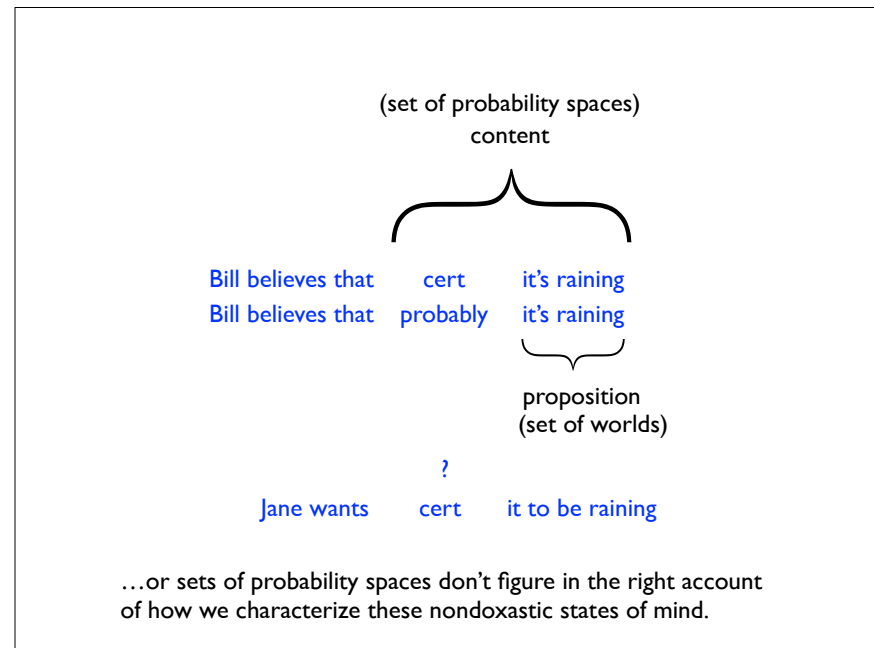 (set of probability spaces)
content
Bill believes that cert it's raining
Bill believes that probably it's raining
proposition
(set of worlds)
?
Jane wants cert it to be raining
…or sets of probability spaces don't figure in the right account
of how we characterize these nondoxastic states of mind.